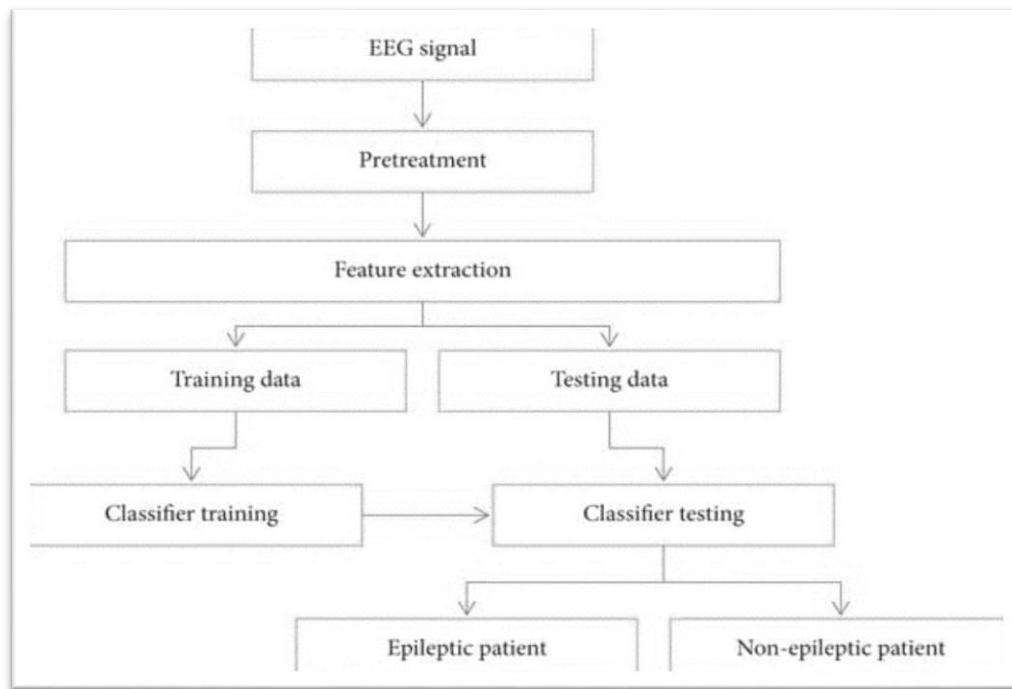 EEG signal
Pretreatment
Feature extraction
Training data
Testing data
Classifier training
Classifier testing
Epileptic patient
Non-epileptic patient